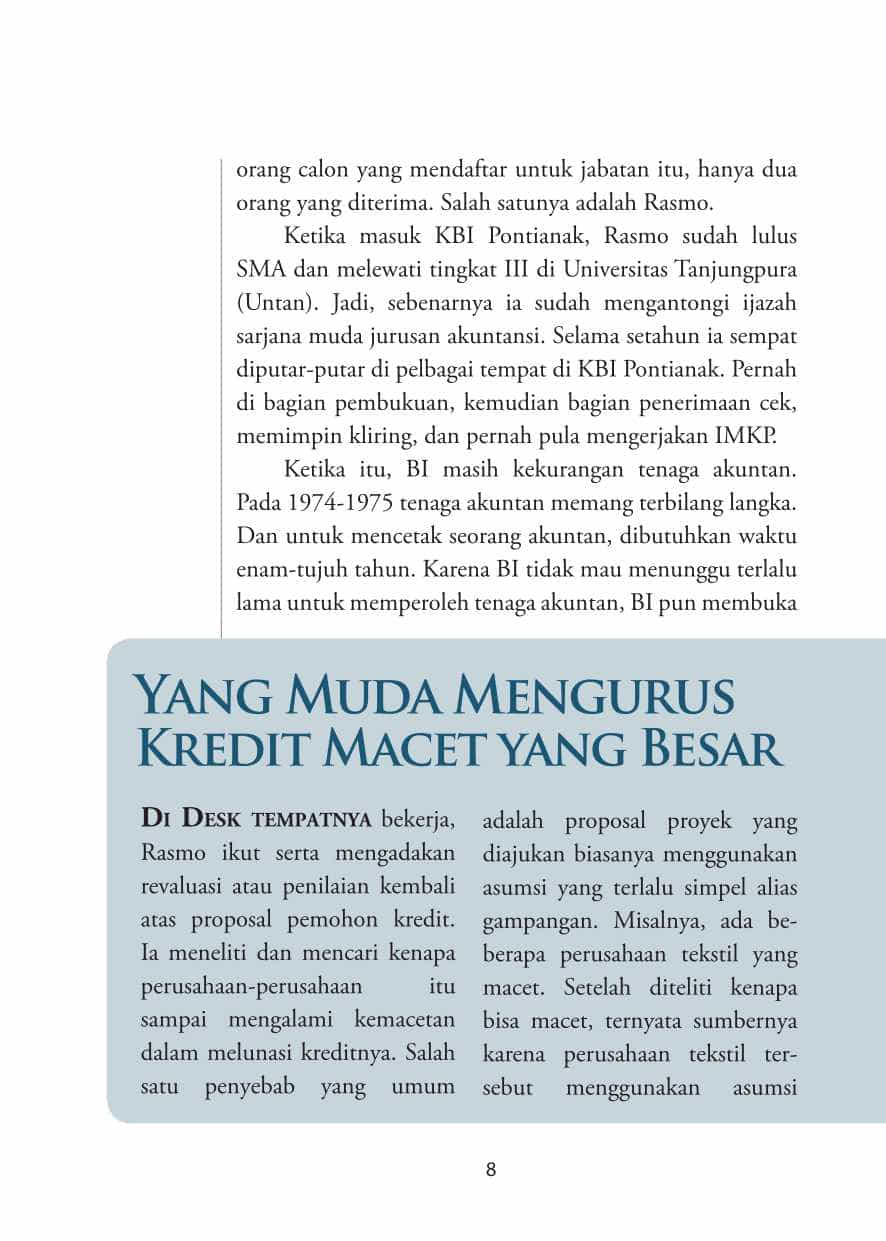 orang calon yang mendaftar untuk jabatan itu, hanya dua
orang yang diterima. Salah satunya adalah Rasmo.
Ketika masuk KBI Pontianak, Rasmo sudah lulus
SMA dan melewati tingkat III di Universitas Tanjungpura
(Untan). Jadi, sebenarnya ia sudah mengantongi ijazah
sarjana muda jurusan akuntansi. Selama setahun ia sempat
diputar-putar di pelbagai tempat di KBI Pontianak. Pernah
di bagian pembukuan, kemudian bagian penerimaan cek,
memimpin kliring, dan pernah pula mengerjakan IMKP.
Ketika itu, BI masih kekurangan tenaga akuntan.
Pada 1974-1975 tenaga akuntan memang terbilang langka.
Dan untuk mencetak seorang akuntan, dibutuhkan waktu
enam-tujuh tahun. Karena BI tidak mau menunggu terlalu
lama untuk memperoleh tenaga akuntan, BI pun membuka
YANG MUDA MENGURUS
KREDIT MACET YANG BESAR
DI DESK TEMPATNYA bekerja,
Rasmo ikut serta mengadakan
revaluasi atau penilaian kembali
atas proposal pemohon kredit.
Ia meneliti dan mencari kenapa
perusahaan-perusahaan itu
sampai mengalami kemacetan
dalam melunasi kreditnya. Salah
satu penyebab yang umum
adalah proposal proyek yang
diajukan biasanya menggunakan
asumsi yang terlalu simpel alias
gampangan. Misalnya, ada be-
berapa perusahaan tekstil yang
macet. Setelah diteliti kenapa
bisa macet, ternyata sumbernya
karena perusahaan tekstil ter-
sebut menggunakan asumsi
8